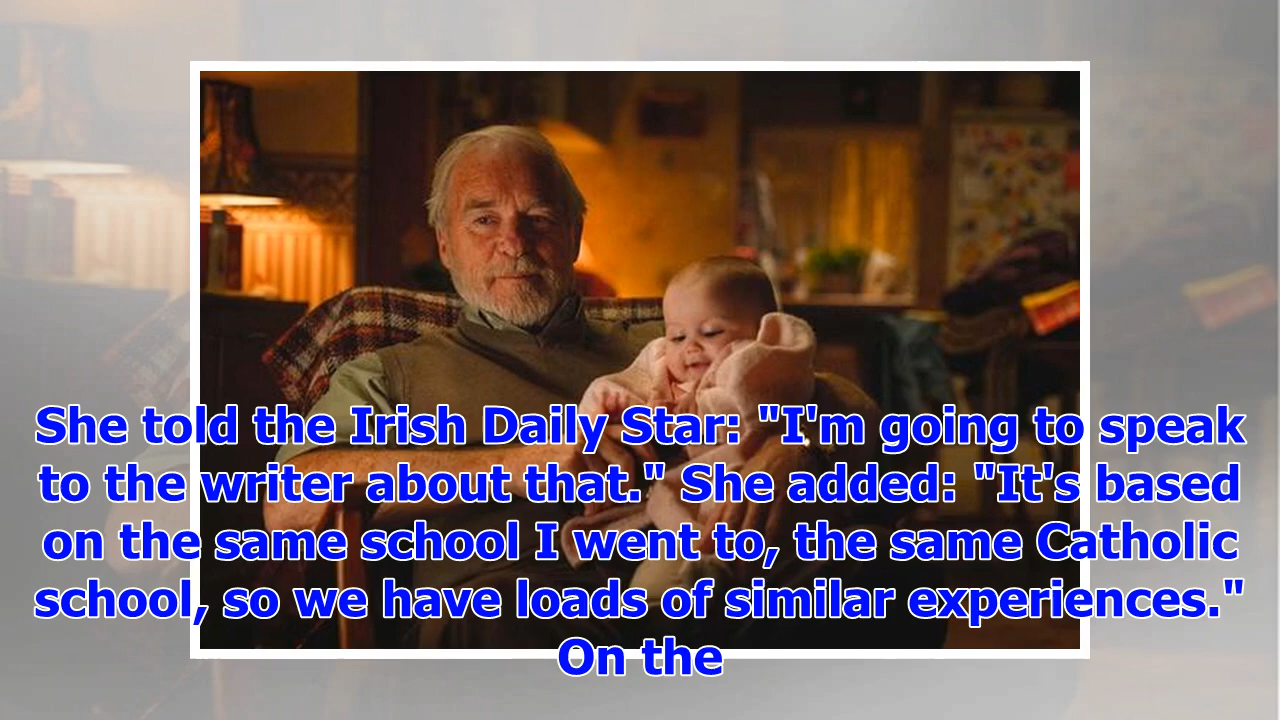 She told the Irish Daily Star: "I'm going to speak
to the writer about that." She added: "It's based
on the same school I went to, the same Catholic
school, so we have loads of similar experiences."
On the